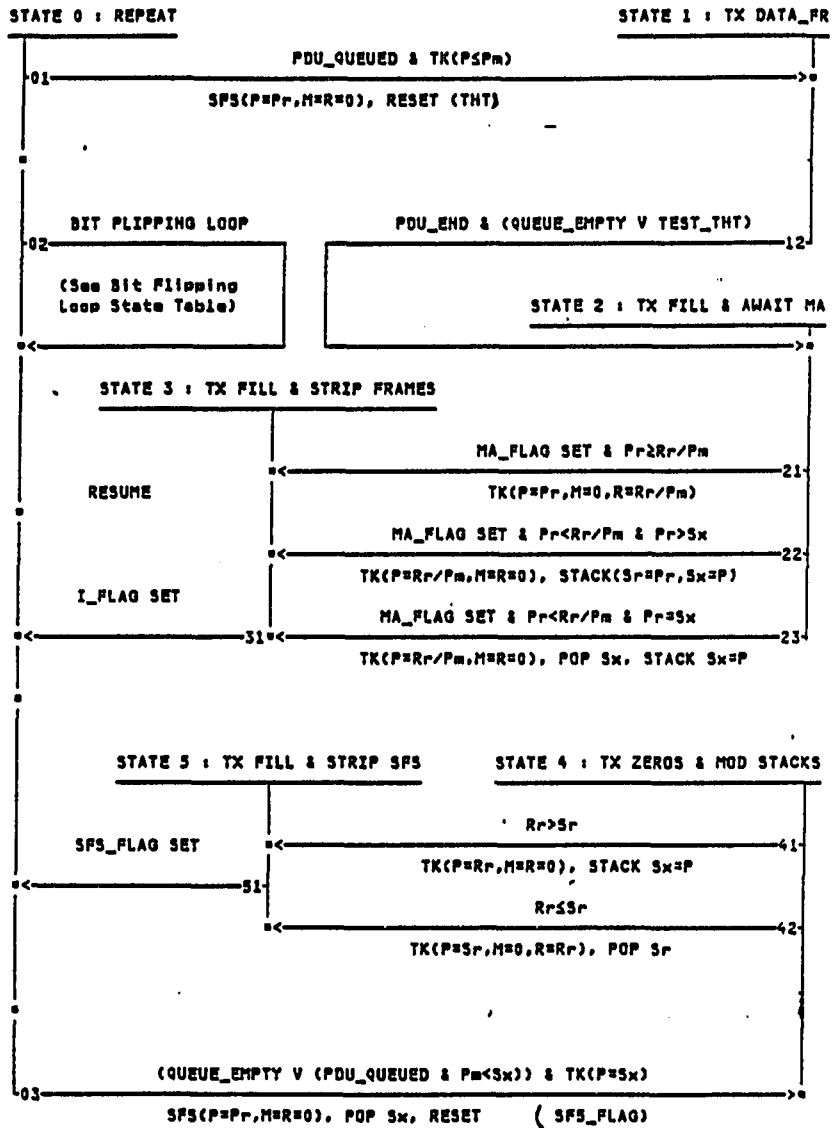 STATE 0 : REPEAT
STATE 1 : TX DATA_FR
PDU_QUEUED & TK(P≤Pm)
01
SFS(P=Pr,M=R=0), RESET (THT)
BIT FLIPPING LOOP
PDU_END & (QUEUE_EMPTY V TEST_THT)
02
12
(See Bit Flipping
Loop State Table)
STATE 2 : TX FILL & AWAIT MA
STATE 3 : TX FILL & STRIP FRAMES
MA_FLAG SET & Pr≥Rr/Pm
21
RESUME
TK(P=Pr,M=0,R=Rr/Pm)
MA_FLAG SET & Pr<Rr/Pm & Pr>Sx
22
TK(P=Rr/Pm,M=R=0), STACK(Sr=Pr,Sx=P)
I_FLAG SET
MA_FLAG SET & Pr<Rr/Pm & Pr=Sx
31
23
TK(P=Rr/Pm,M=R=0), POP Sx, STACK Sx=P
STATE 5 : TX FILL & STRIP SFS
STATE 4 : TX ZEROS & MOD STACKS
Rr>Sr
SFS_FLAG SET
41
TK(P=Rr,M=R=0), STACK Sx=P
51
Rr≤Sr
42
TK(P=Sr,M=0,R=Rr), POP Sr
(QUEUE_EMPTY V (PDU_QUEUED & Pm<Sx)) & TK(P=Sx)
03
SFS(P=Pr,M=R=0), POP Sx, RESET ( SFS_FLAG)